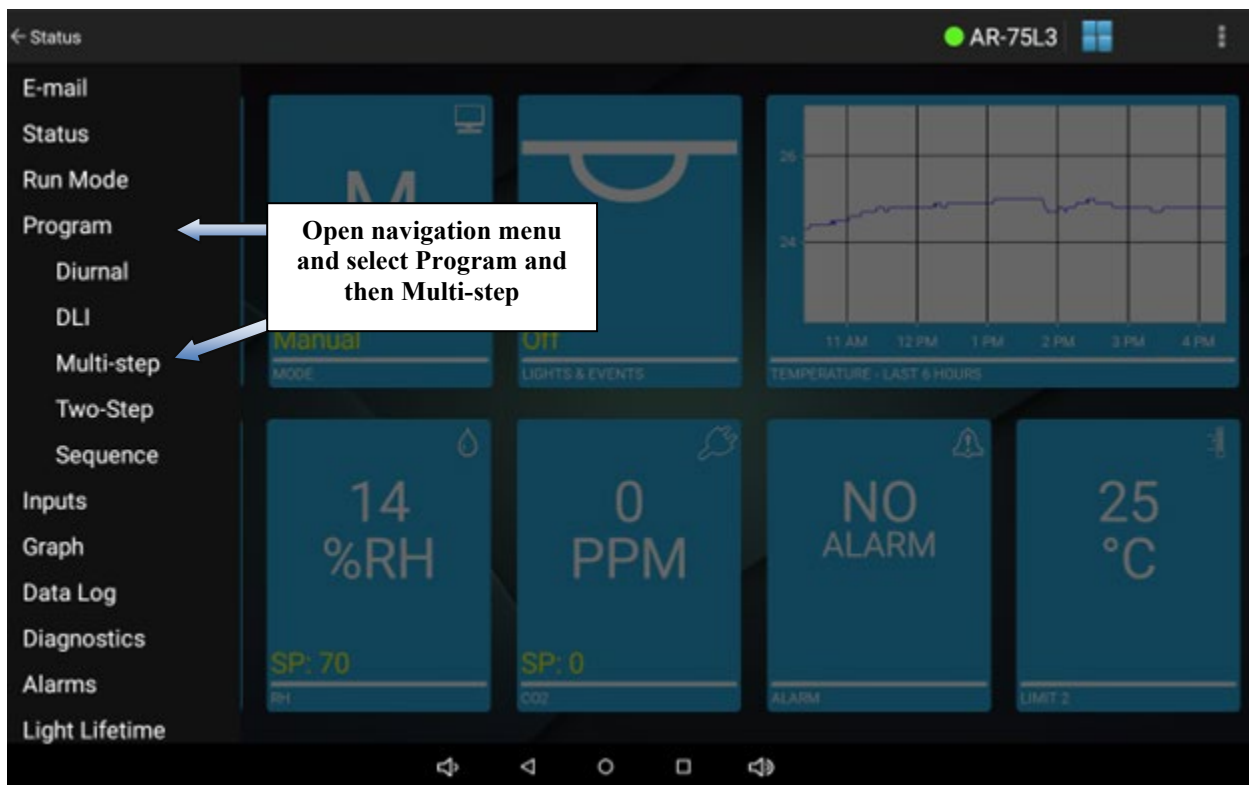 Status
AR-75L3
E-mail
Status
Run Mode
Program
Diurnal
DLI
Multi-step
Two-Step
Sequence
Inputs
Graph
Data Log
Diagnostics
Alarms
Light Lifetime
Open navigation menu
and select Program and
then Multi-step
M
Manual
MODE
Off
LIGHTS & EVENTS
26
24
11 AM 12 PM 1 PM 2 PM 3 PM 4 PM
TEMPERATURE - LAST 6 HOURS
14
%RH
SP: 70
RH
0
PPM
SP: 0
CO2
NO
ALARM
ALARM
25
°C
LIMIT 2